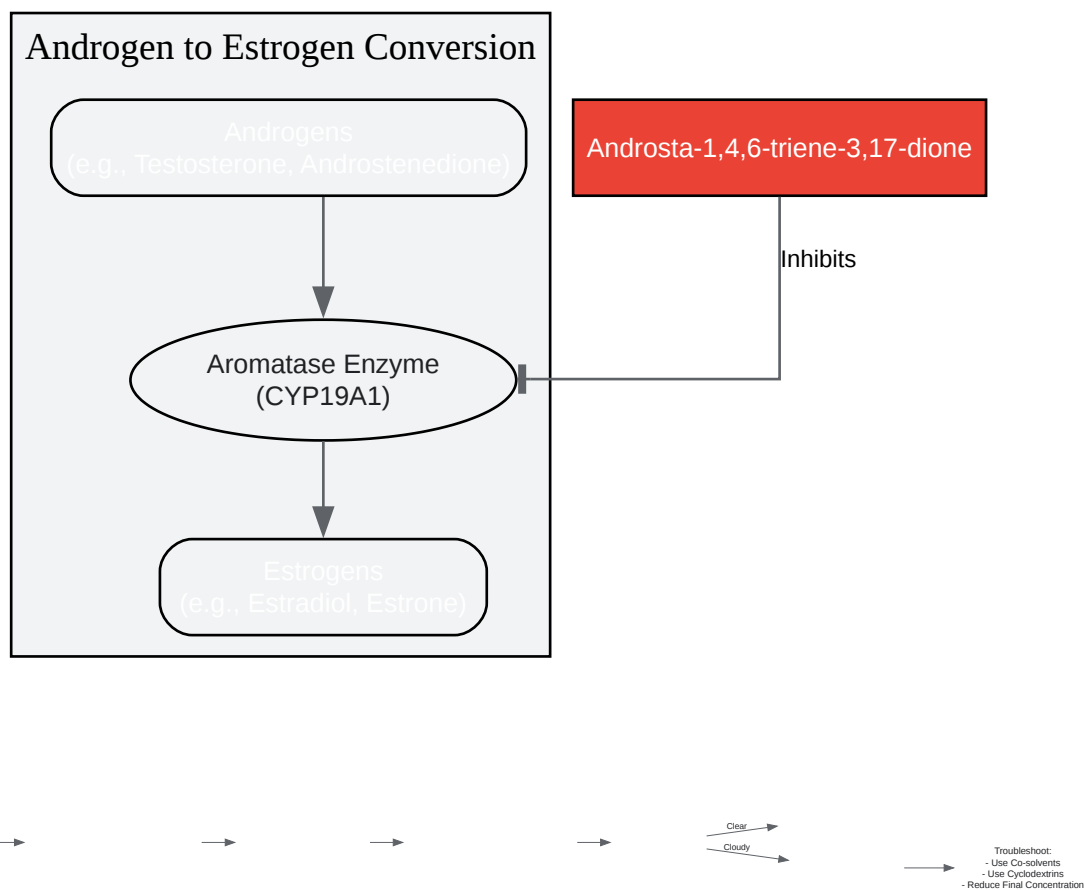 Androgen to Estrogen Conversion
Androgens
(e.g., Testosterone, Androstenedione)
Androsta-1,4,6-triene-3,17-dione
Inhibits
Aromatase Enzyme
(CYP19A1)
Estrogens
(e.g., Estradiol, Estrone)
Clear
Cloudy
Troubleshoot:
- Use Co-solvents
- Use Cyclodextrins
- Reduce Final Concentration